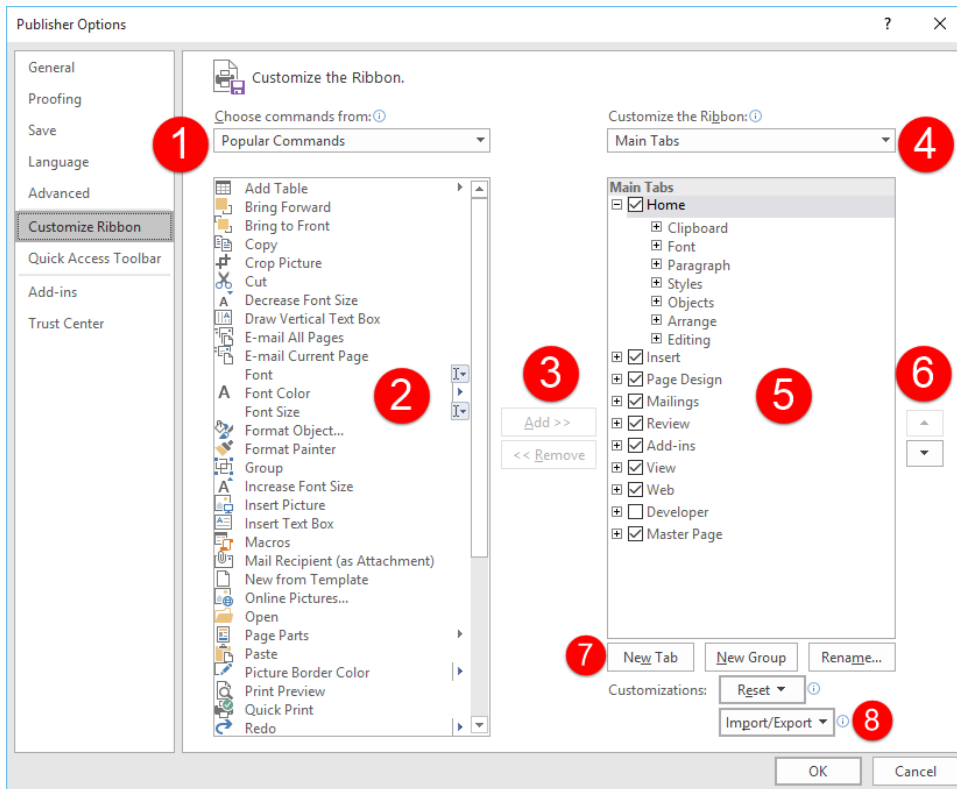 Publisher Options
?
General
Proofing
Save
Language
Advanced
Customize Ribbon
Quick Access Toolbar
Add-ins
Trust Center
Customize the Ribbon.
Choose commands from:
1
Popular Commands
Add Table
Bring Forward
Bring to Front
Copy
Crop Picture
Cut
Decrease Font Size
Draw Vertical Text Box
E-mail All Pages
E-mail Current Page
Font
Font Color
2
Font Size
Format Object...
Format Painter
Group
Increase Font Size
Insert Picture
Insert Text Box
Macros
Mail Recipient (as Attachment)
New from Template
Online Pictures...
Open
Page Parts
Paste
Picture Border Color
Print Preview
Quick Print
Redo
3
Add >>
<< Remove
Customize the Ribbon:
Main Tabs
4
Main Tabs
Home
Clipboard
Font
Paragraph
Styles
Objects
Arrange
Editing
Insert
Page Design
5
Mailings
Review
Add-ins
View
Web
Developer
Master Page
6
7
New Tab New Group Rename...
Customizations: Reset
Import/Export
8
OK Cancel